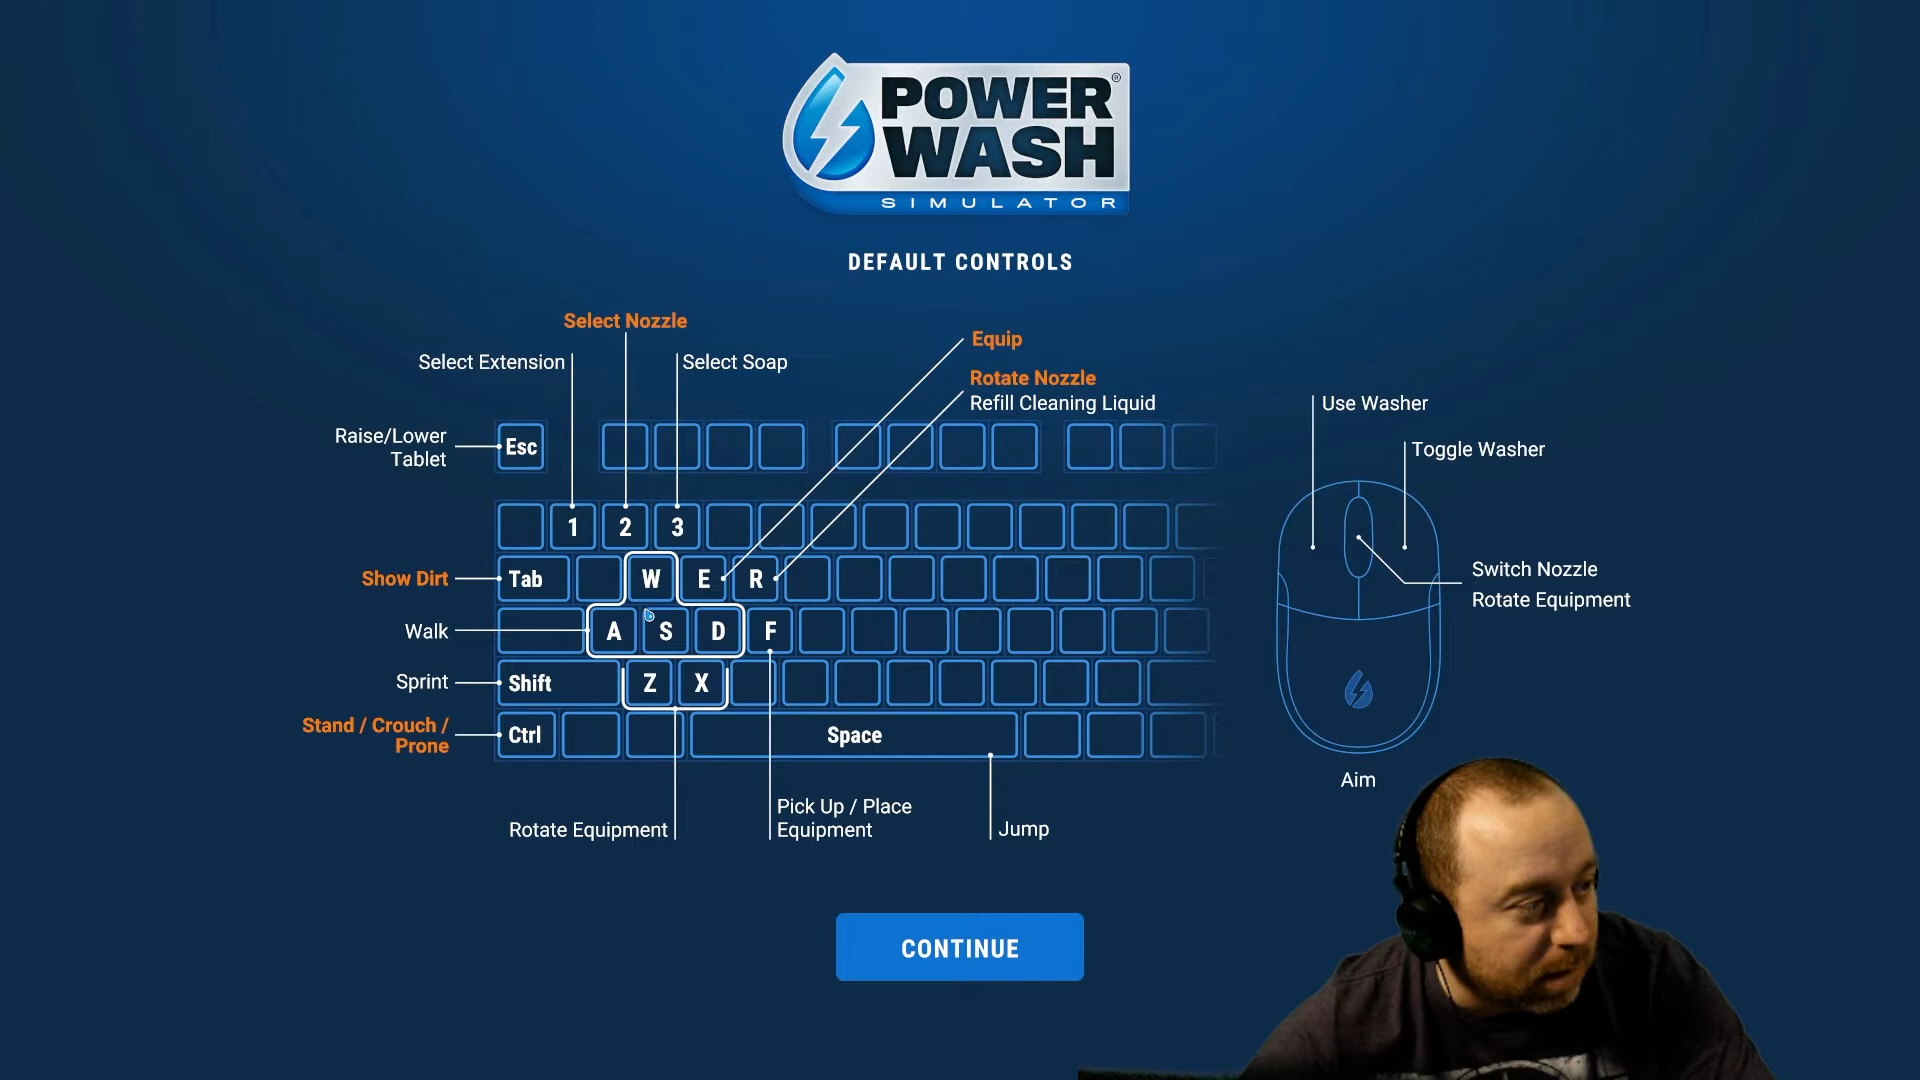 POWER®
WASH
SIMULATOR
DEFAULT CONTROLS
Select Nozzle
Select Extension
Select Soap
Equip
Rotate Nozzle
Refill Cleaning Liquid
Raise/Lower
Tablet
Esc
Use Washer
Toggle Washer
1 2 3
Show Dirt
Tab
W E R
Switch Nozzle
Rotate Equipment
Walk
A S D F
Sprint
Shift
Z X
Stand / Crouch /
Prone
Ctrl
Space
Aim
Rotate Equipment
Pick Up / Place
Equipment
Jump
CONTINUE